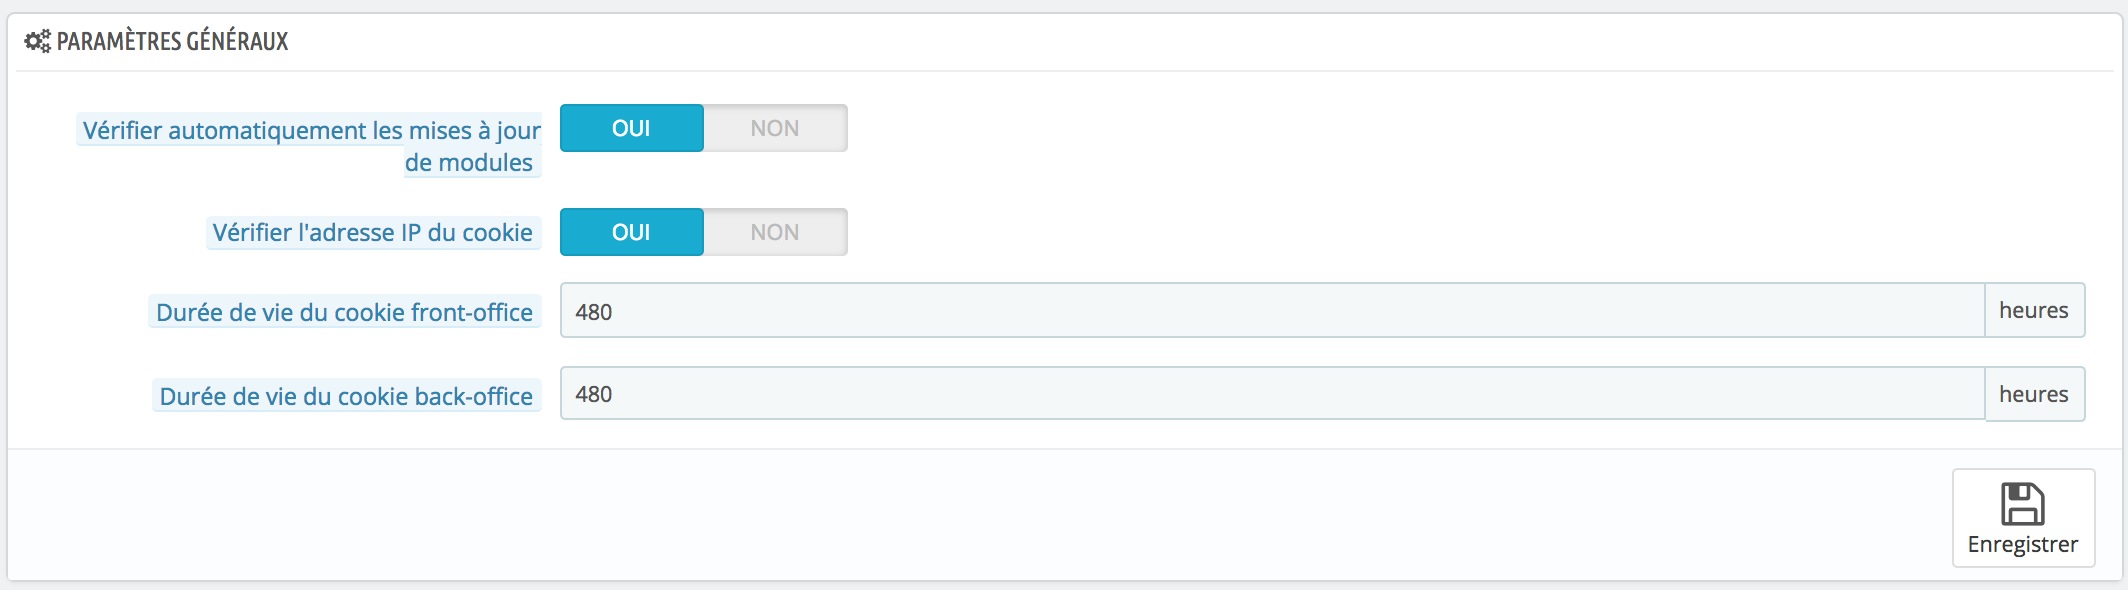 PARAMÈTRES GÉNÉRAUX
Vérifier automatiquement les mises à jour
de modules
OUI NON
Vérifier l'adresse IP du cookie
OUI NON
Durée de vie du cookie front-office
480 heures
Durée de vie du cookie back-office
480 heures
Enregistrer